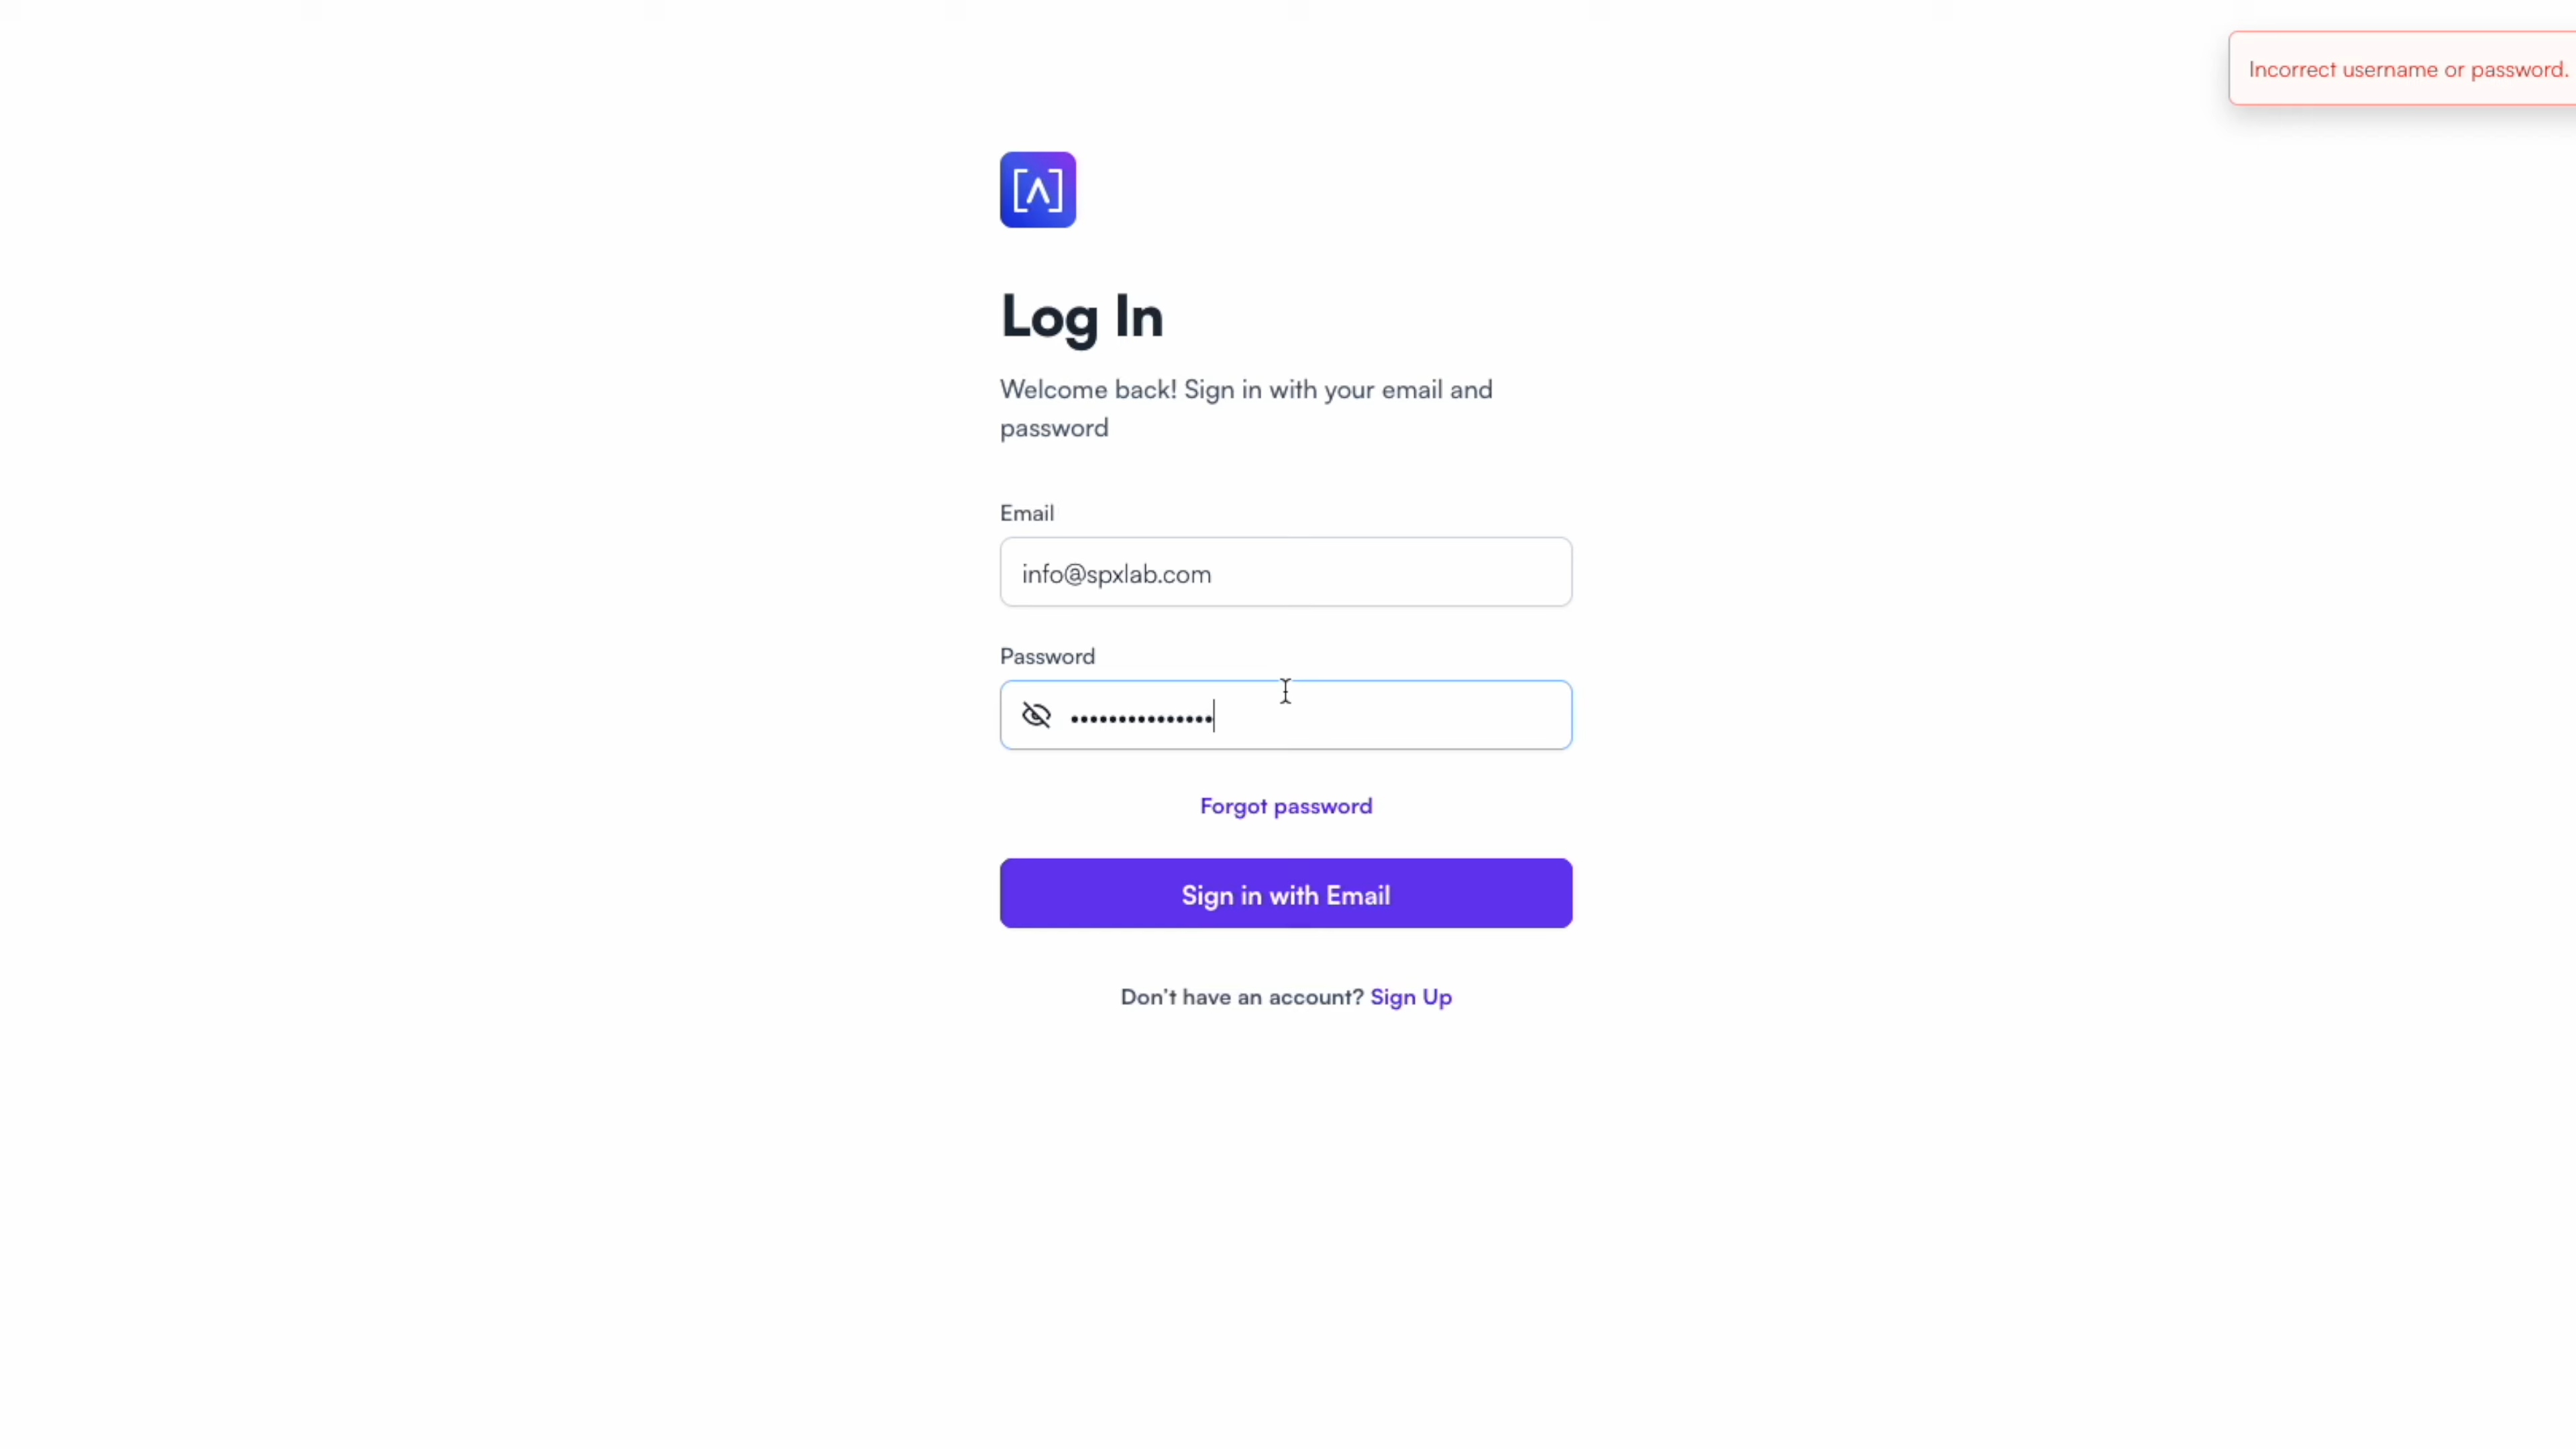 Incorrect username or password.
[Λ]
Log In
Welcome back! Sign in with your email and
password
Email
info@spxlab.com
Password
•••••••••••••••
Forgot password
Sign in with Email
Don’t have an account? Sign Up